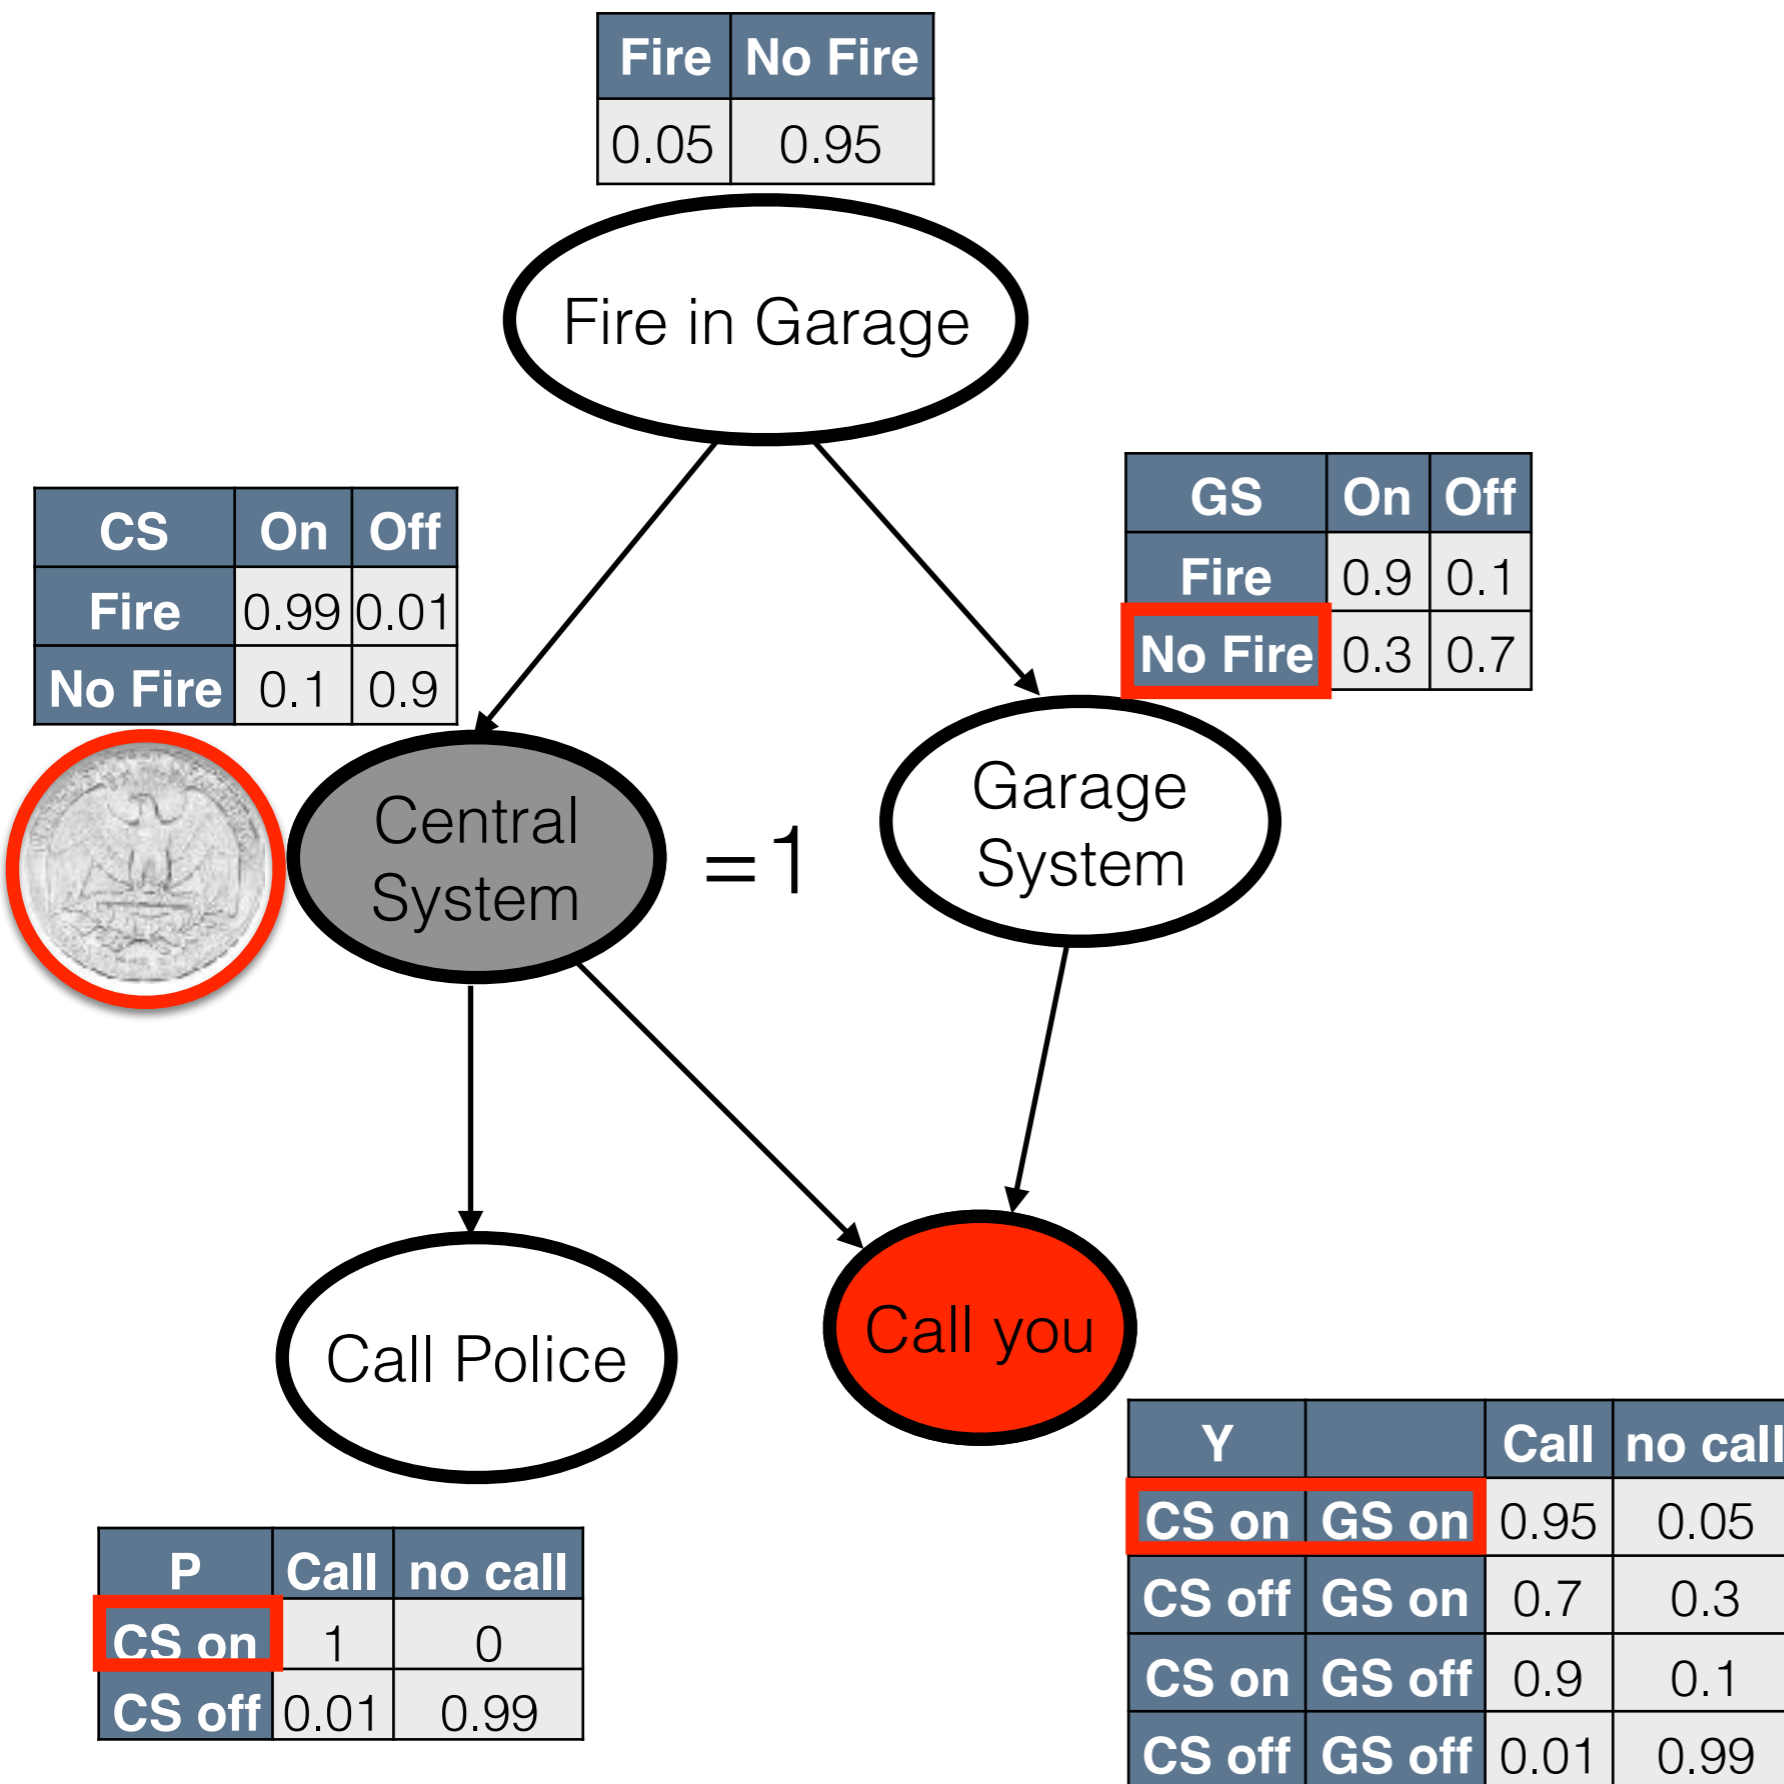 Fire No Fire
0.05 0.95
Fire in Garage
CS On Off
Fire 0.99 0.01
No Fire 0.1 0.9
GS On Off
Fire 0.9 0.1
No Fire 0.3 0.7
Central
System
=1
Garage
System
Call Police
Call you
P Call no call
CS on 1 0
CS off 0.01 0.99
Y Call no call
CS on GS on 0.95 0.05
CS off GS on 0.7 0.3
CS on GS off 0.9 0.1
CS off GS off 0.01 0.99